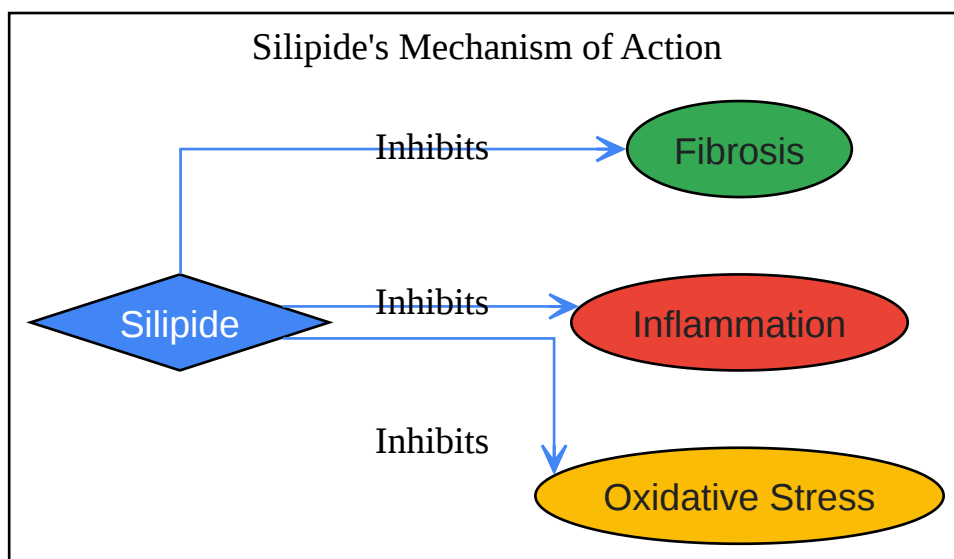 Silipide's Mechanism of Action
Inhibits
Fibrosis
Silipide
Inhibits
Inflammation
Inhibits
Oxidative Stress